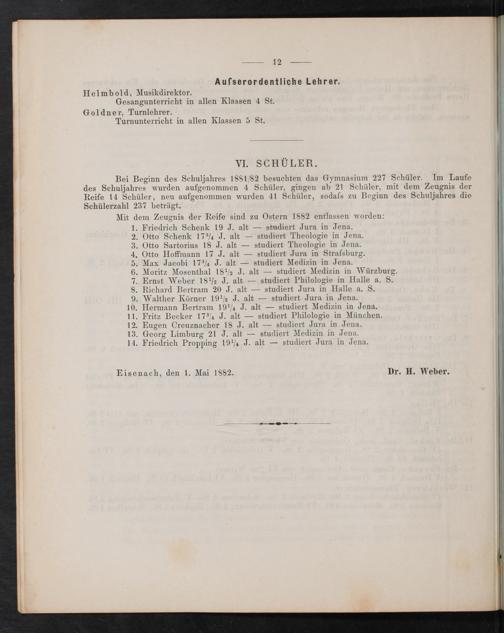 12
Aufserordentliche Lehrer.
Helmbold, Musikdirektor.
Gesangunterricht in allen Klassen 4 St.
Goldner, Turnlehrer.
Turnunterricht in allen Klassen 5 St.
VI. SCHÜLER.
Bei Beginn des Schuljahres 1881/82 besuchten das Gymnasium 227 Schüler. Im Laufe
des Schuljahres wurden aufgenommen 4 Schüler, gingen ab 21 Schüler, mit dem Zeugnis der
Reife 14 Schüler, neu aufgenommen wurden 41 Schüler, sodafs zu Beginn des Schuljahres die
Schülerzahl 237 beträgt.
Mit dem Zeugnis der Reife sind zu Ostern 1882 entlassen worden:
1. Friedrich Schenk 19 J. alt — studiert Jura in Jena.
2. Otto Schenk 17³/₄ J. alt — studiert Theologie in Jena.
3. Otto Sartorius 18 J. alt — studiert Theologie in Jena.
4. Otto Hoffmann 17 J. alt — studiert Jura in Strafsburg.
5. Max Jacobi 17³/₄ J. alt — studiert Medizin in Jena.
6. Moritz Mosenthal 18¹/₂ J. alt — studiert Medizin in Würzburg.
7. Ernst Weber 18¹/₂ J. alt — studiert Philologie in Halle a. S.
8. Richard Bertram 20 J. alt — studiert Jura in Halle a. S.
9. Walther Körner 19¹/₂ J. alt — studiert Jura in Jena.
10. Hermann Bertram 19¹/₄ J. alt — studiert Medizin in Jena.
11. Fritz Becker 17³/₄ J. alt — studiert Philologie in München.
12. Eugen Creuznacher 18 J. alt — studiert Jura in Jena.
13. Georg Limburg 21 J. alt — studiert Medizin in Jena.
14. Friedrich Propping 19¹/₄ J. alt — studiert Jura in Jena.
Eisenach, den 1. Mai 1882.
Dr. H. Weber.